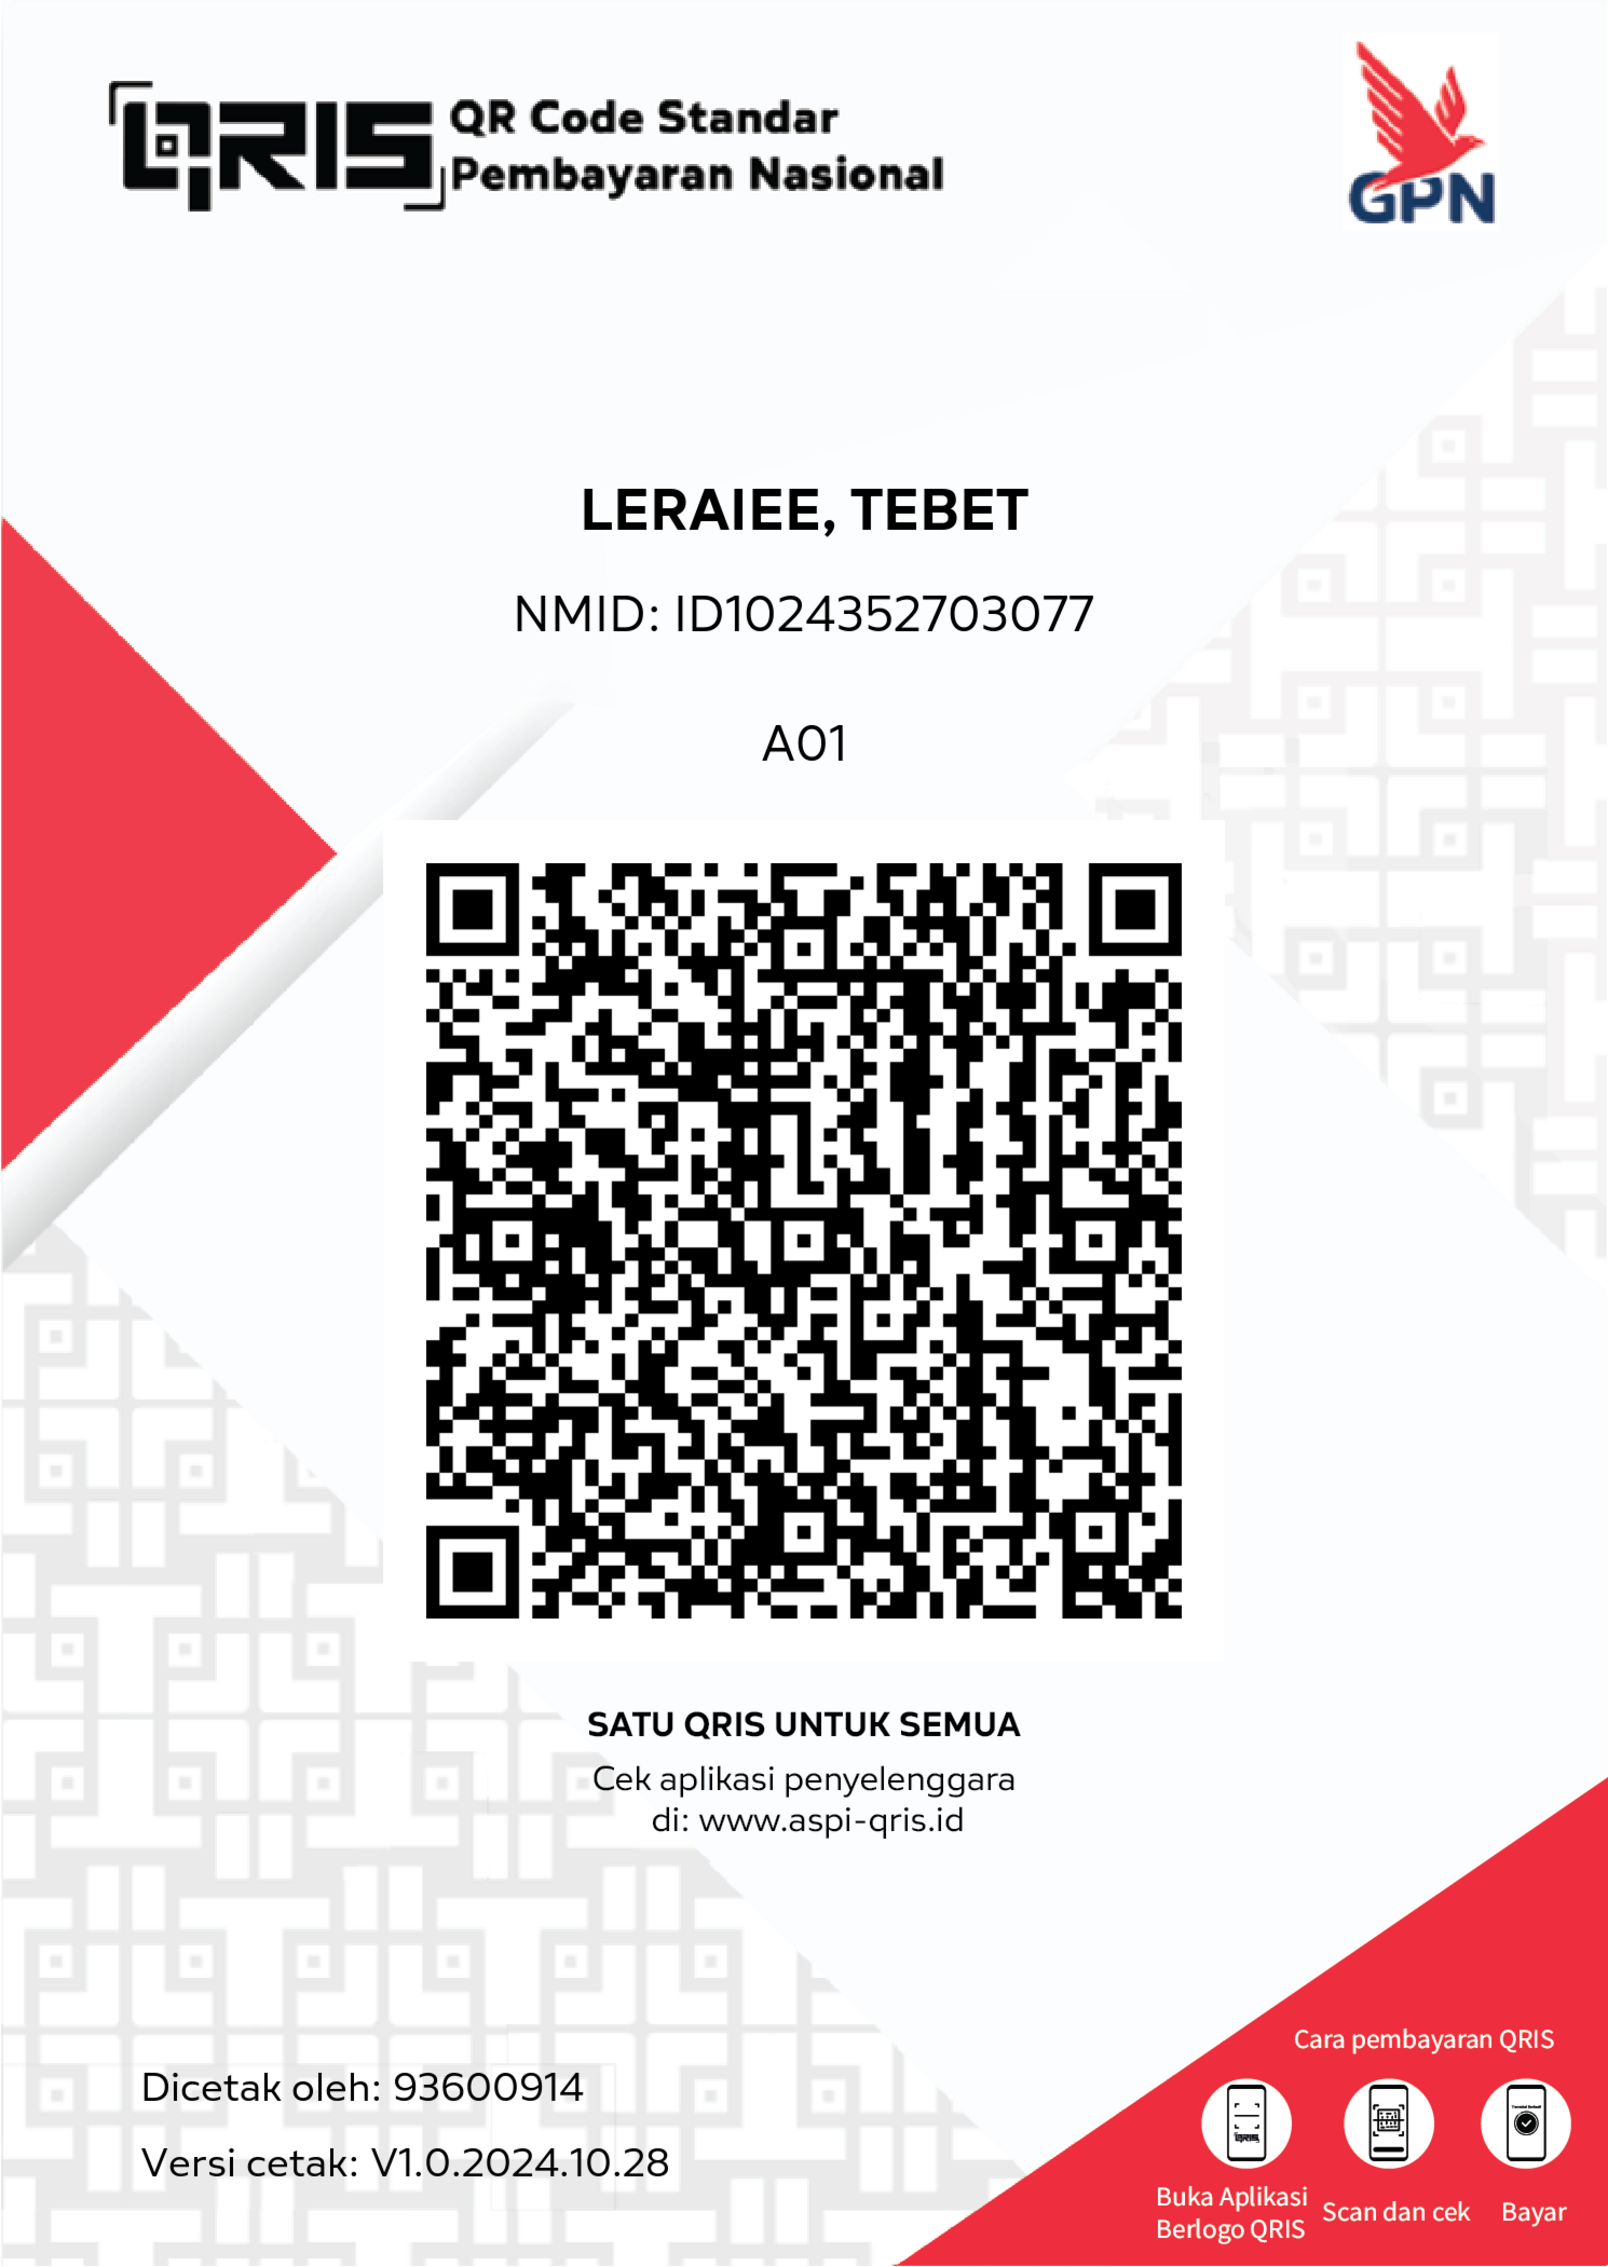 QRIS QR Code Standar
Pembayaran Nasional
GPN
LERAIEE, TEBET
NMID: ID1024352703077
A01
SATU QRIS UNTUK SEMUA
Cek aplikasi penyelenggara
di: www.aspi-qris.id
Dicetak oleh: 93600914
Versi cetak: V1.0.2024.10.28
Cara pembayaran QRIS
Buka Aplikasi
Berlogo QRIS
Scan dan cek
Bayar